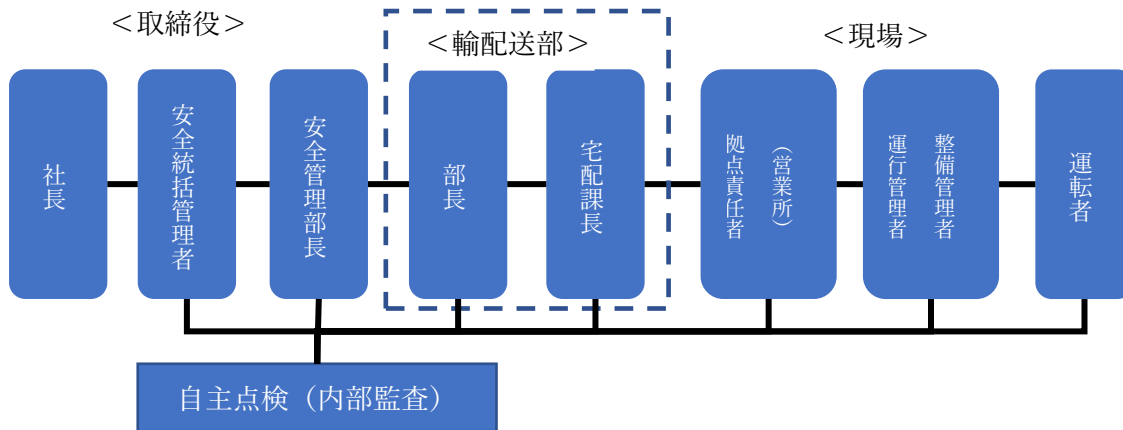 ＜取締役＞
＜輸配送部＞
＜現場＞
社長
安全統括管理者
安全管理部長
部長
宅配課長
（営業所）
拠点責任者
整備管理者
運行管理者
運転者
自主点検（内部監査）